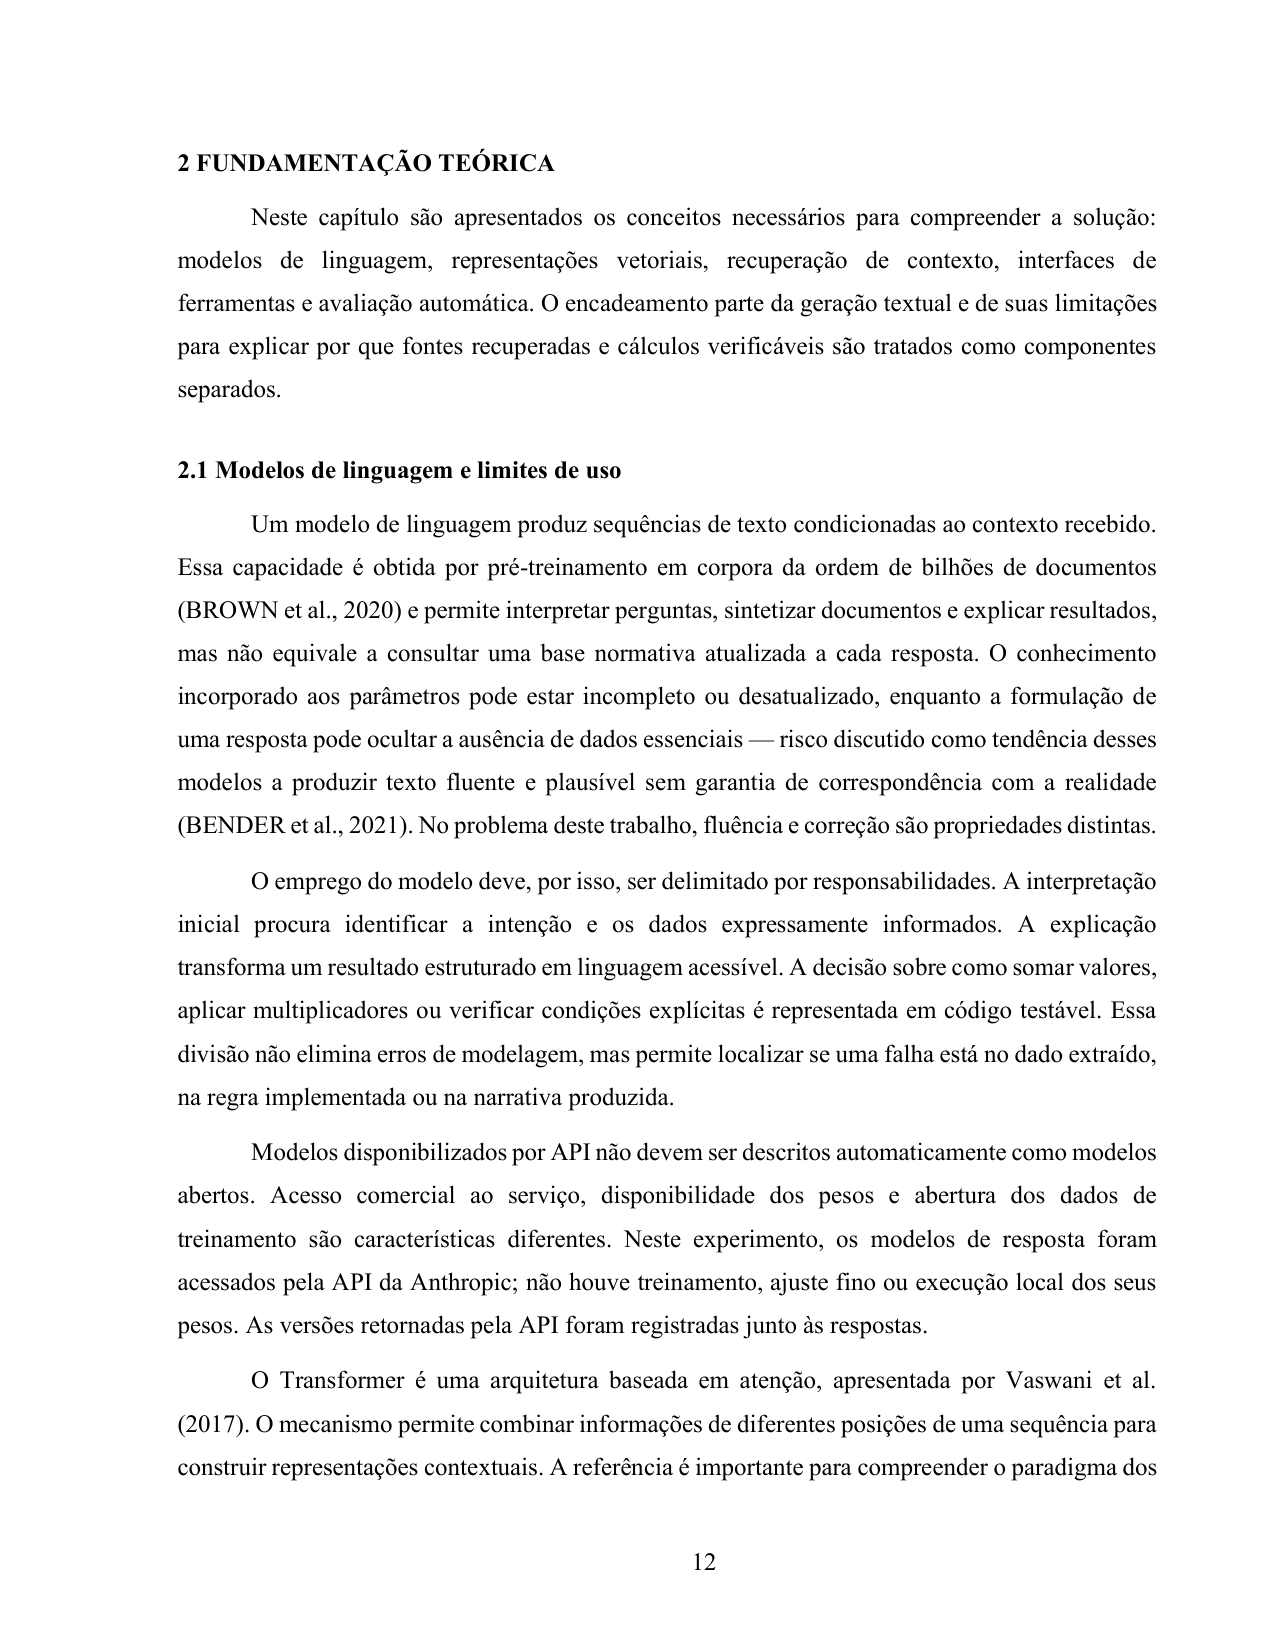 2 FUNDAMENTAÇÃO TEÓRICA
Neste capítulo são apresentados os conceitos necessários para compreender a solução:
modelos de linguagem, representações vetoriais, recuperação de contexto, interfaces de
ferramentas e avaliação automática. O encadeamento parte da geração textual e de suas limitações
para explicar por que fontes recuperadas e cálculos verificáveis são tratados como componentes
separados.
2.1 Modelos de linguagem e limites de uso
Um modelo de linguagem produz sequências de texto condicionadas ao contexto recebido.
Essa capacidade é obtida por pré-treinamento em corpora da ordem de bilhões de documentos
(BROWN et al., 2020) e permite interpretar perguntas, sintetizar documentos e explicar resultados,
mas não equivale a consultar uma base normativa atualizada a cada resposta. O conhecimento
incorporado aos parâmetros pode estar incompleto ou desatualizado, enquanto a formulação de
uma resposta pode ocultar a ausência de dados essenciais — risco discutido como tendência desses
modelos a produzir texto fluente e plausível sem garantia de correspondência com a realidade
(BENDER et al., 2021). No problema deste trabalho, fluência e correção são propriedades distintas.
O emprego do modelo deve, por isso, ser delimitado por responsabilidades. A interpretação
inicial procura identificar a intenção e os dados expressamente informados. A explicação
transforma um resultado estruturado em linguagem acessível. A decisão sobre como somar valores,
aplicar multiplicadores ou verificar condições explícitas é representada em código testável. Essa
divisão não elimina erros de modelagem, mas permite localizar se uma falha está no dado extraído,
na regra implementada ou na narrativa produzida.
Modelos disponibilizados por API não devem ser descritos automaticamente como modelos
abertos. Acesso comercial ao serviço, disponibilidade dos pesos e abertura dos dados de
treinamento são características diferentes. Neste experimento, os modelos de resposta foram
acessados pela API da Anthropic; não houve treinamento, ajuste fino ou execução local dos seus
pesos. As versões retornadas pela API foram registradas junto às respostas.
O Transformer é uma arquitetura baseada em atenção, apresentada por Vaswani et al.
(2017). O mecanismo permite combinar informações de diferentes posições de uma sequência para
construir representações contextuais. A referência é importante para compreender o paradigma dos
12